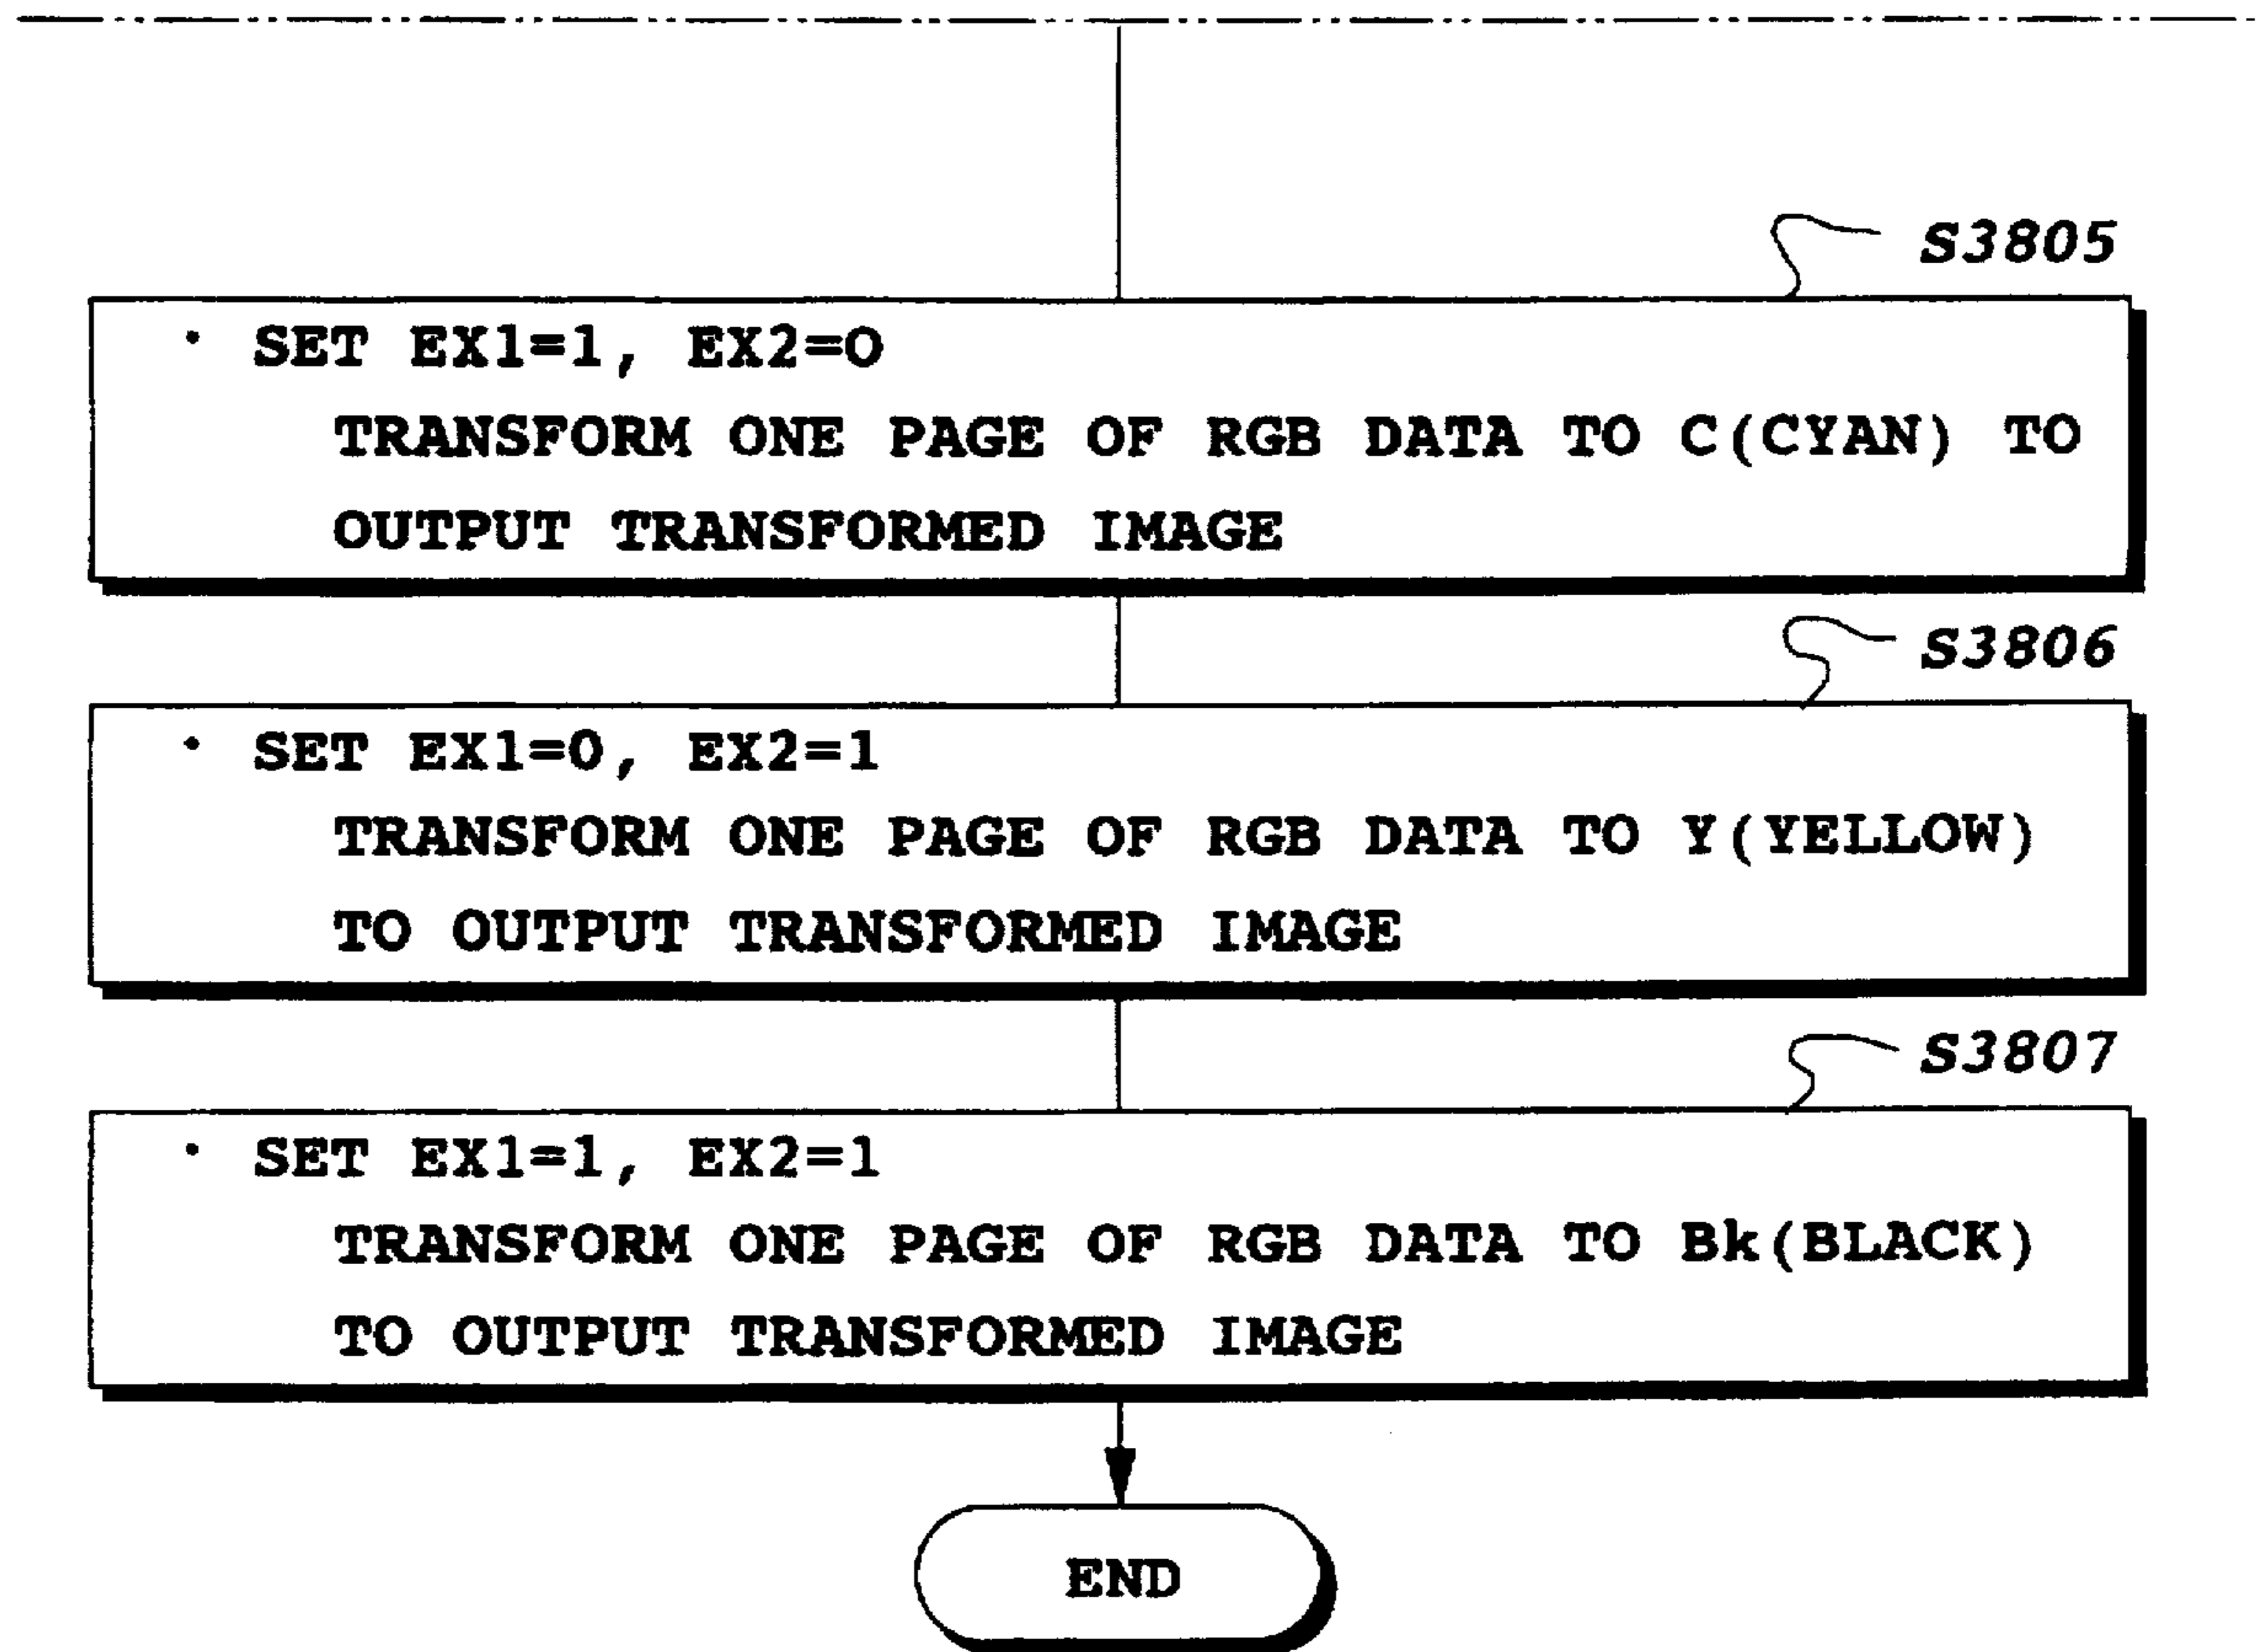 S3805
· SET EX1=1, EX2=0
TRANSFORM ONE PAGE OF RGB DATA TO C(CYAN) TO
OUTPUT TRANSFORMED IMAGE
S3806
· SET EX1=0, EX2=1
TRANSFORM ONE PAGE OF RGB DATA TO Y(YELLOW)
TO OUTPUT TRANSFORMED IMAGE
S3807
· SET EX1=1, EX2=1
TRANSFORM ONE PAGE OF RGB DATA TO Bk(BLACK)
TO OUTPUT TRANSFORMED IMAGE
END